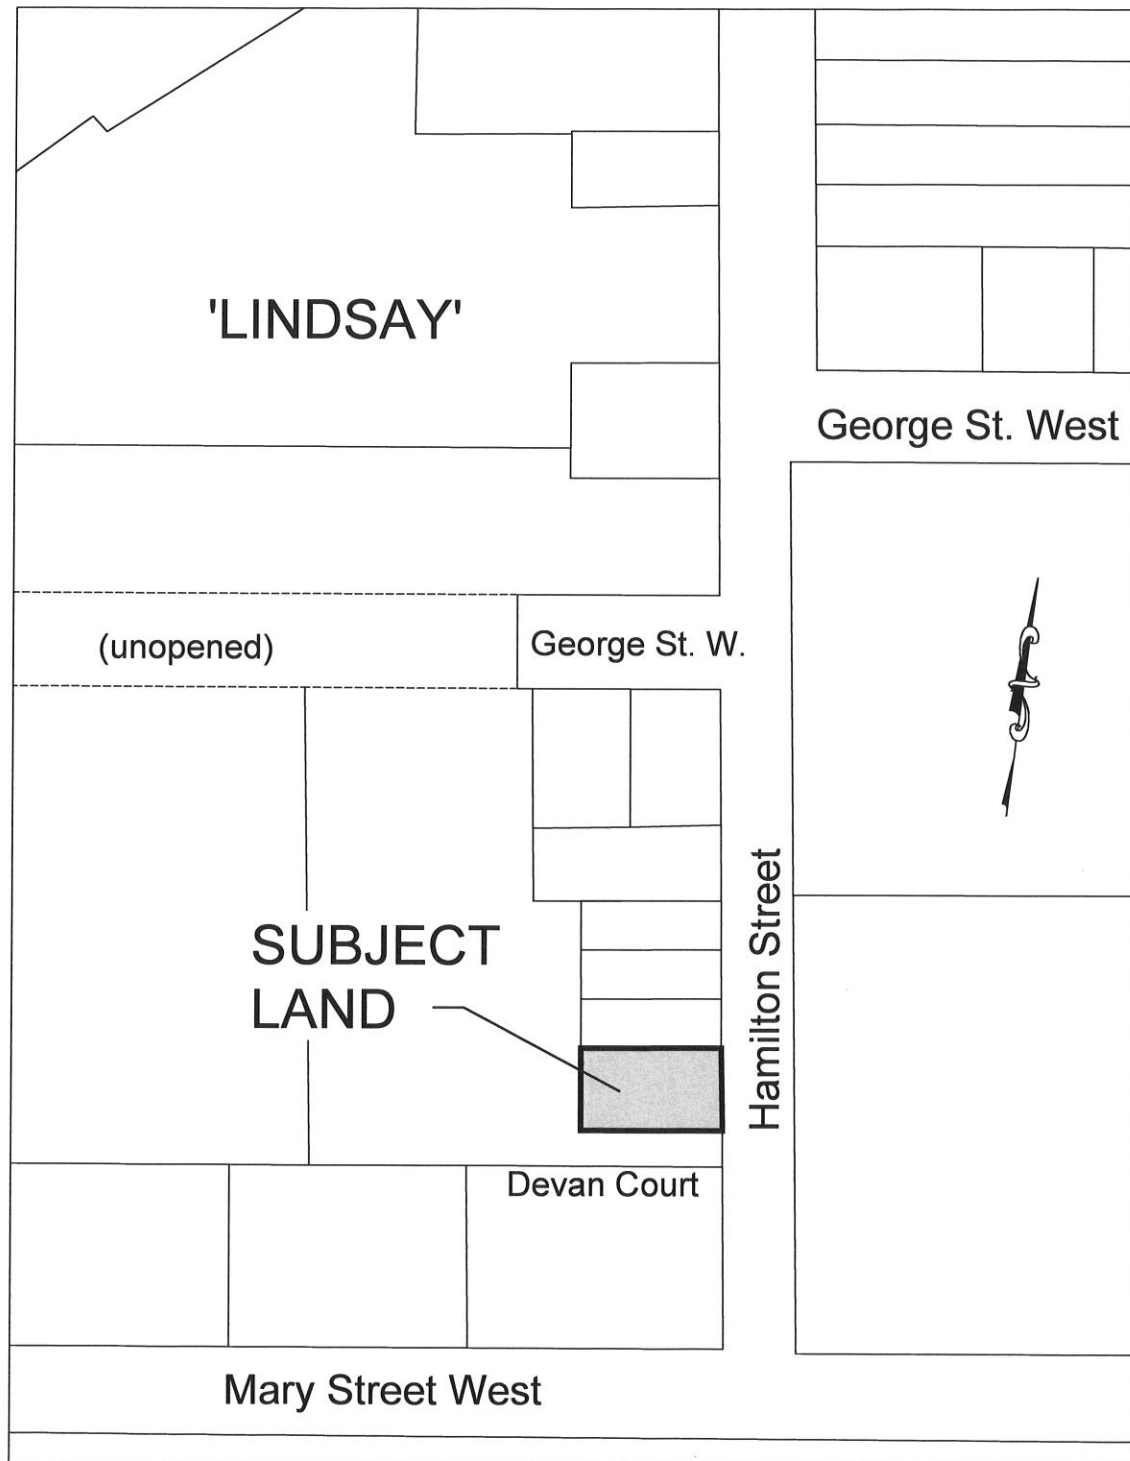 'LINDSAY'
George St. West
(unopened)
George St. W.
Hamilton Street
SUBJECT
LAND
Devan Court
Mary Street West